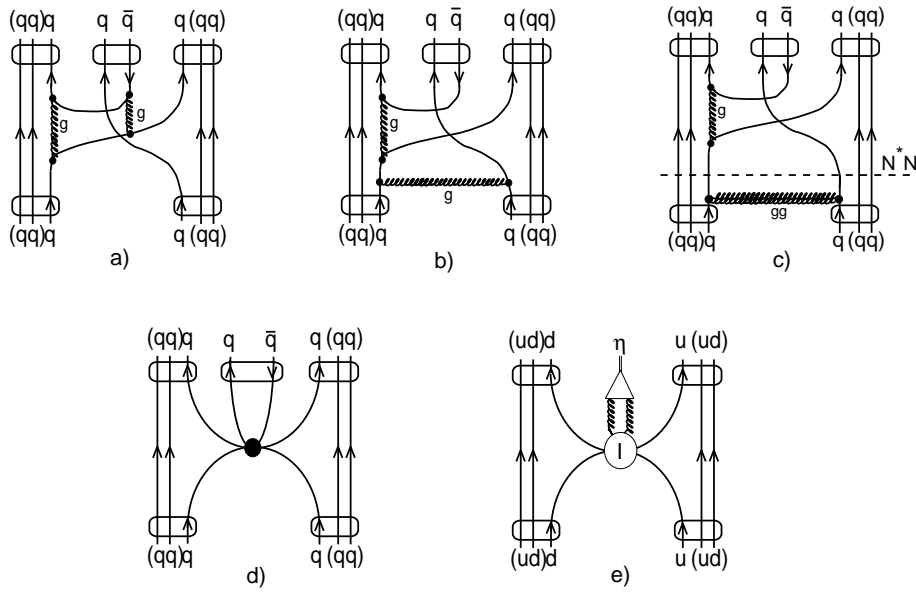 (qq)q q q̄ q (qq)
g g
(qq)q q (qq)
a)
(qq)q q q̄ q (qq)
g
g
(qq)q q (qq)
b)
(qq)q q q̄ q (qq)
g
N*N
gg
(qq)q q (qq)
c)
(qq)q q q̄ q (qq)
(qq)q q (qq)
d)
(ud)d η u (ud)
I
(ud)d u (ud)
e)